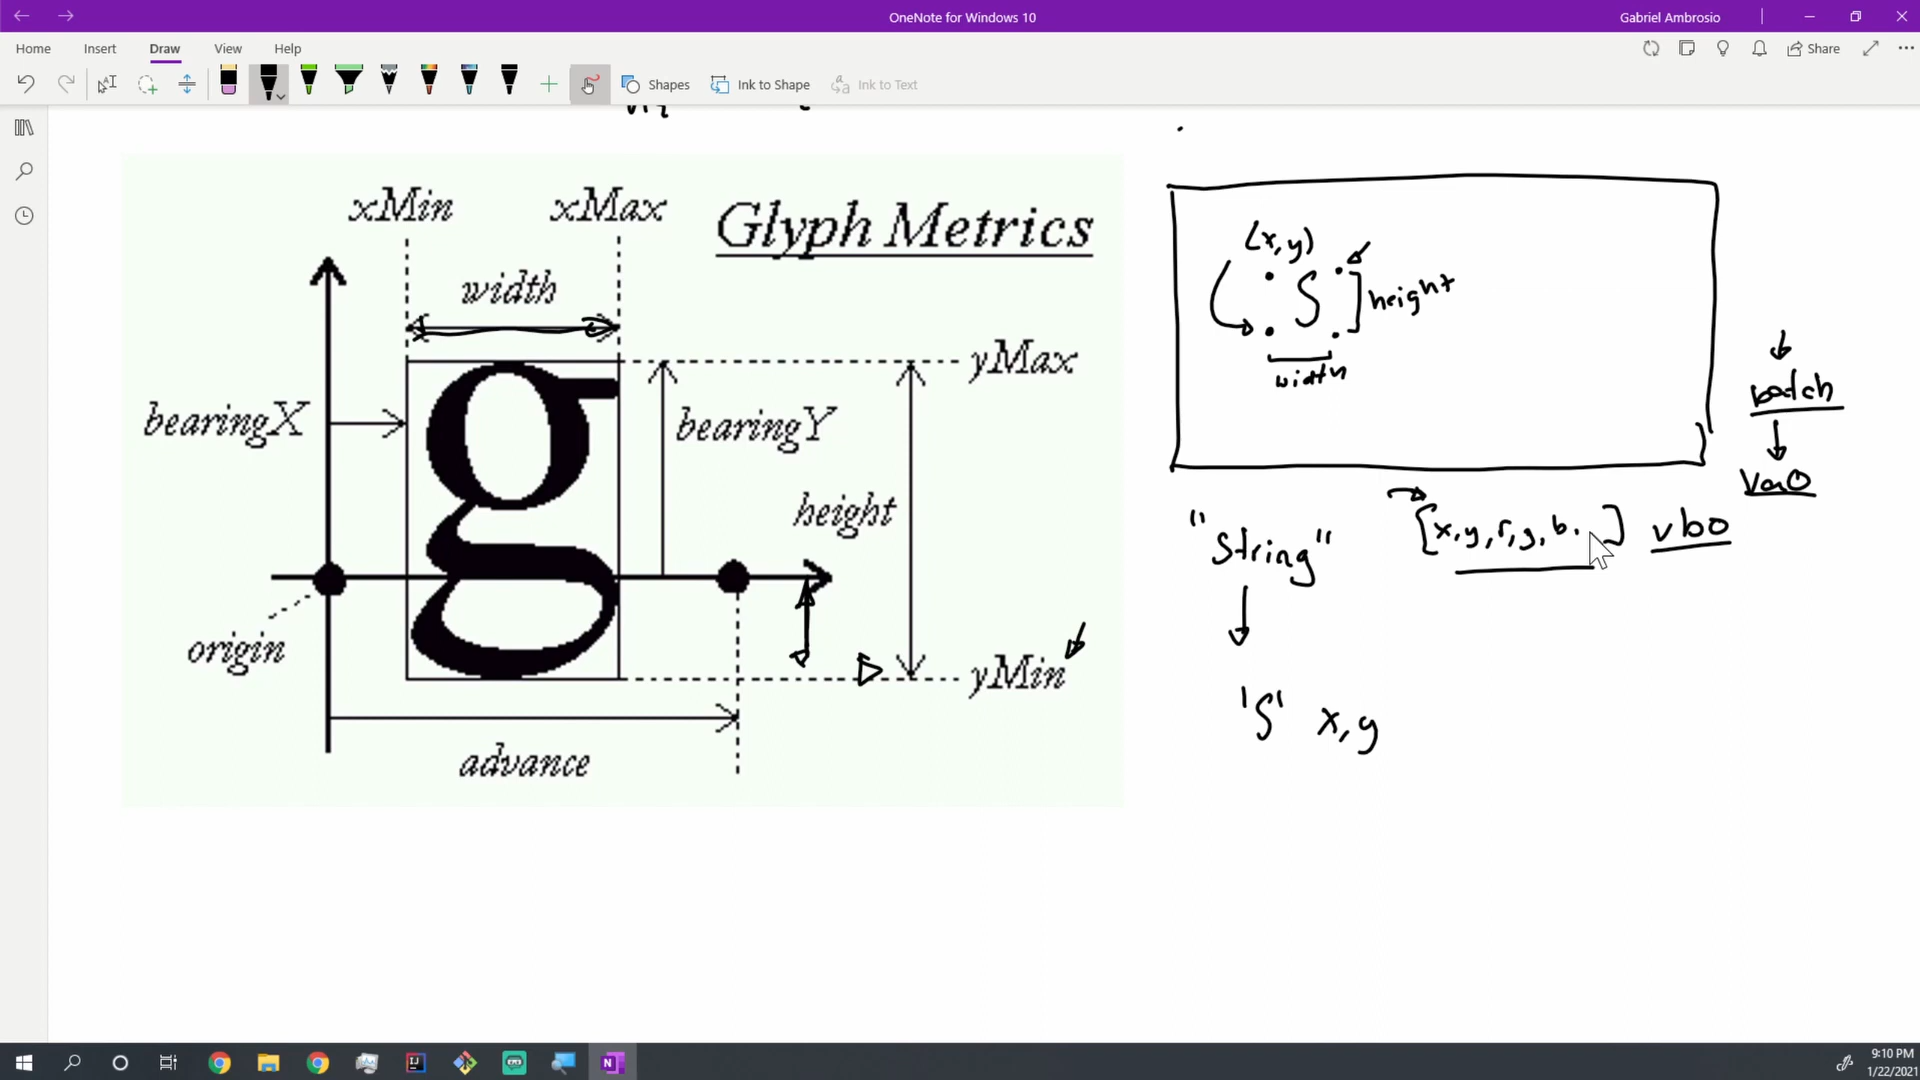 OneNote for Windows 10
Gabriel Ambrosio
Home Insert Draw View Help
Share
Shapes
Ink to Shape
Ink to Text
xMin xMax
Glyph Metrics
width
yMax
bearingX
bearingY
height
origin
yMin
advance
(x,y)
S
height
width
batch
"String"
[x,y,r,g,b. ] vbo
'S' x,y
9:10 PM
1/22/2021